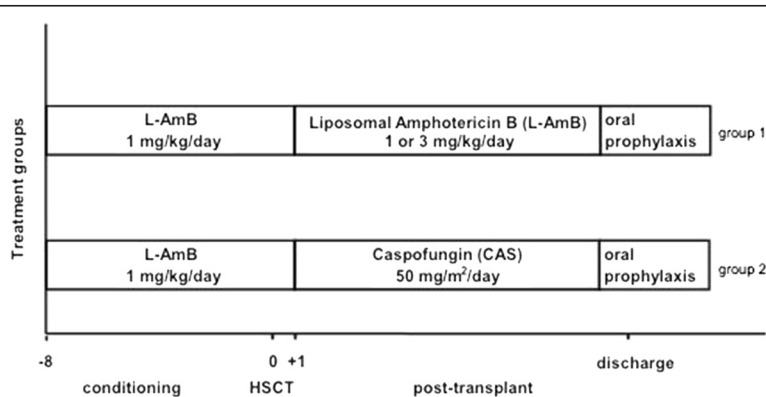 Treatment groups
L-AmB
1 mg/kg/day
Liposomal Amphotericin B (L-AmB)
1 or 3 mg/kg/day
oral
prophylaxis
group 1
L-AmB
1 mg/kg/day
Caspofungin (CAS)
50 mg/m²/day
oral
prophylaxis
group 2
-8
0 +1
discharge
conditioning
HSCT
post-transplant